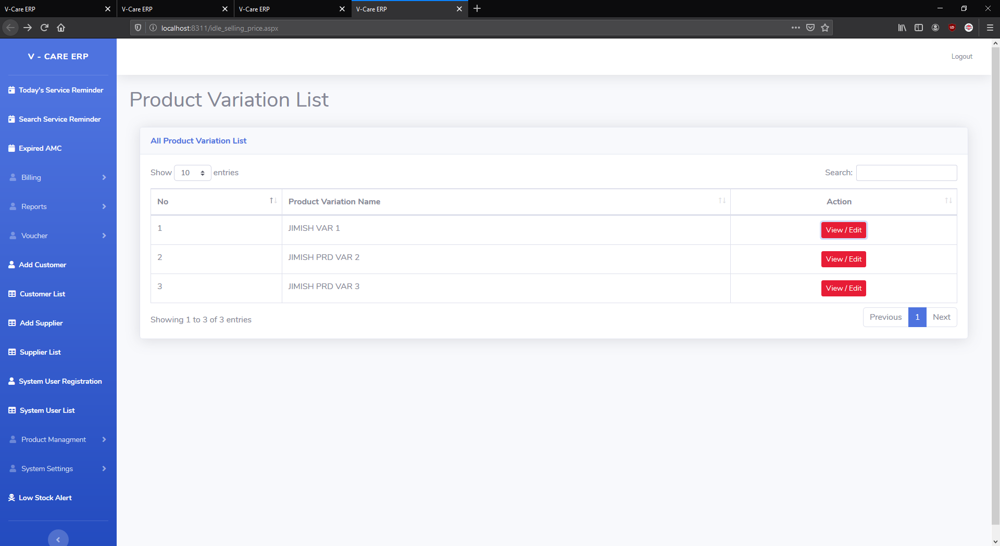 V-Care ERP
V-Care ERP
V-Care ERP
V-Care ERP
localhost:8311/idle_selling_price.aspx
V - CARE ERP
Today's Service Reminder
Search Service Reminder
Expired AMC
Billing
Reports
Voucher
Add Customer
Customer List
Add Supplier
Supplier List
System User Registration
System User List
Product Managment
System Settings
Low Stock Alert
Logout
Product Variation List
All Product Variation List
Show 10 entries
Search:
No Product Variation Name Action
1 JIMISH VAR 1 View / Edit
2 JIMISH PRD VAR 2 View / Edit
3 JIMISH PRD VAR 3 View / Edit
Showing 1 to 3 of 3 entries
Previous 1 Next